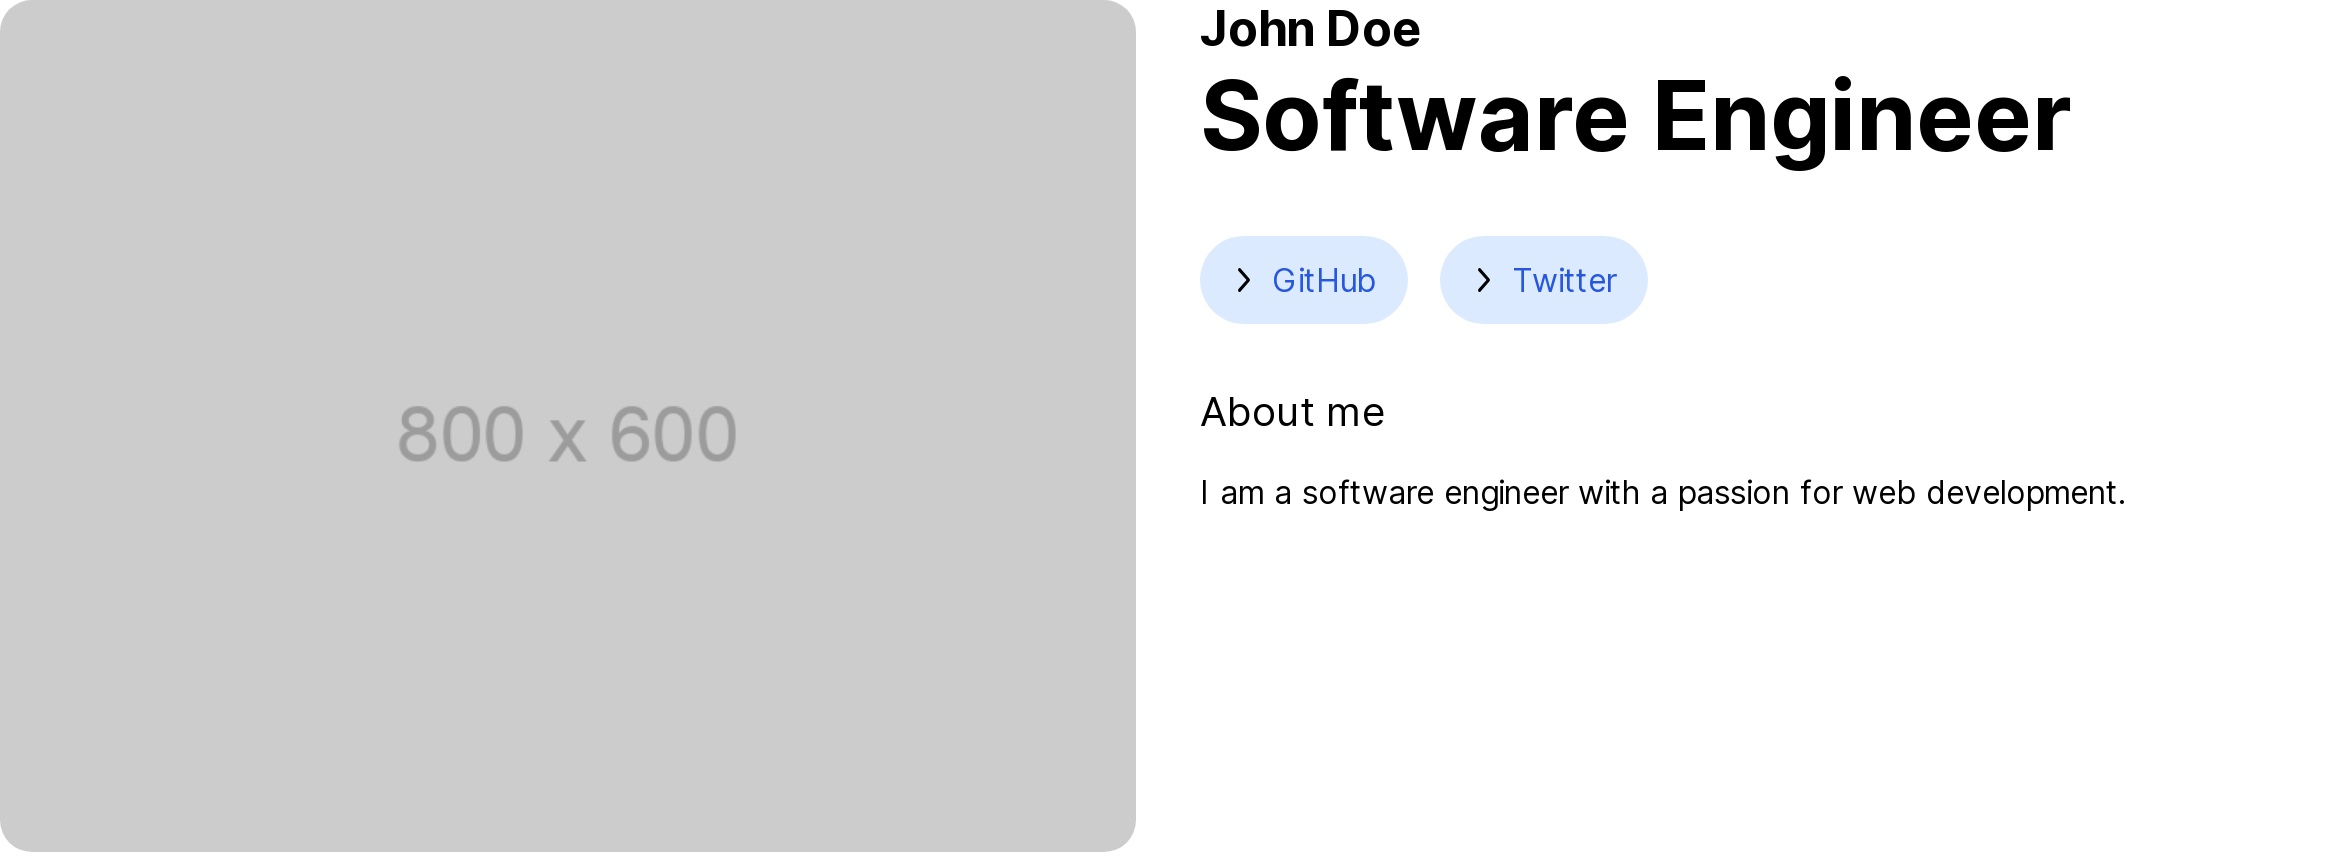 800 x 600
John Doe
Software Engineer
GitHub
Twitter
About me
I am a software engineer with a passion for web development.